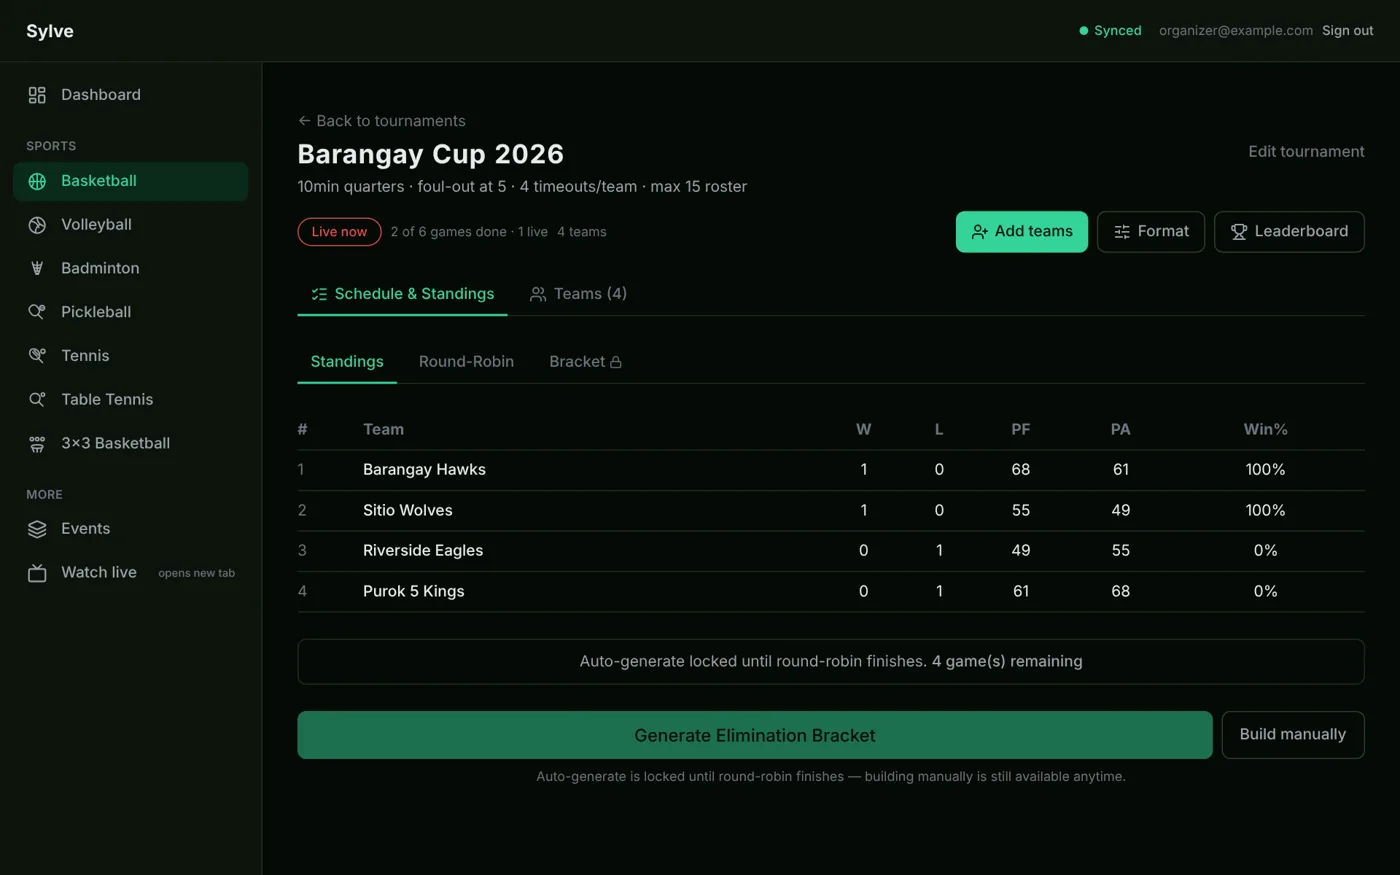 Sylve
Synced organizer@example.com Sign out
Dashboard
SPORTS
Basketball
Volleyball
Badminton
Pickleball
Tennis
Table Tennis
3×3 Basketball
MORE
Events
Watch live opens new tab
← Back to tournaments
Barangay Cup 2026
Edit tournament
10min quarters · foul-out at 5 · 4 timeouts/team · max 15 roster
Live now 2 of 6 games done · 1 live 4 teams
Add teams Format Leaderboard
Schedule & Standings Teams (4)
Standings Round-Robin Bracket
# Team W L PF PA Win%
1 Barangay Hawks 1 0 68 61 100%
2 Sitio Wolves 1 0 55 49 100%
3 Riverside Eagles 0 1 49 55 0%
4 Purok 5 Kings 0 1 61 68 0%
Auto-generate locked until round-robin finishes. 4 game(s) remaining
Generate Elimination Bracket Build manually
Auto-generate is locked until round-robin finishes — building manually is still available anytime.